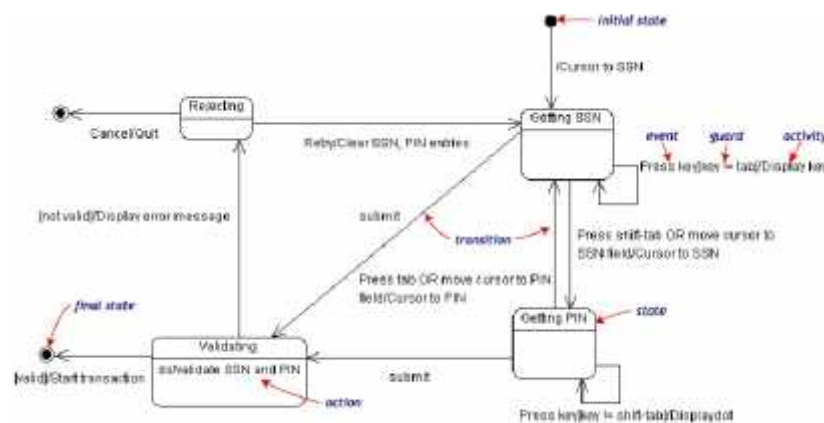 initial state
/Cursor to SSN
Rejecting
Getting SSN
Cancel/Quit
Retry/Clear SSN, PIN entries
event
guard
activity
Press key[key != tab]/Display key
[not valid]/Display error message
submit
transition
Press shift-tab OR move cursor to
SSN field/Cursor to SSN
Press tab OR move cursor to PIN
field/Cursor to PIN
final state
Getting PIN
state
Validating
do/validate SSN and PIN
submit
[valid]/Start transaction
action
Press key[key != shift-tab]/Displaydot